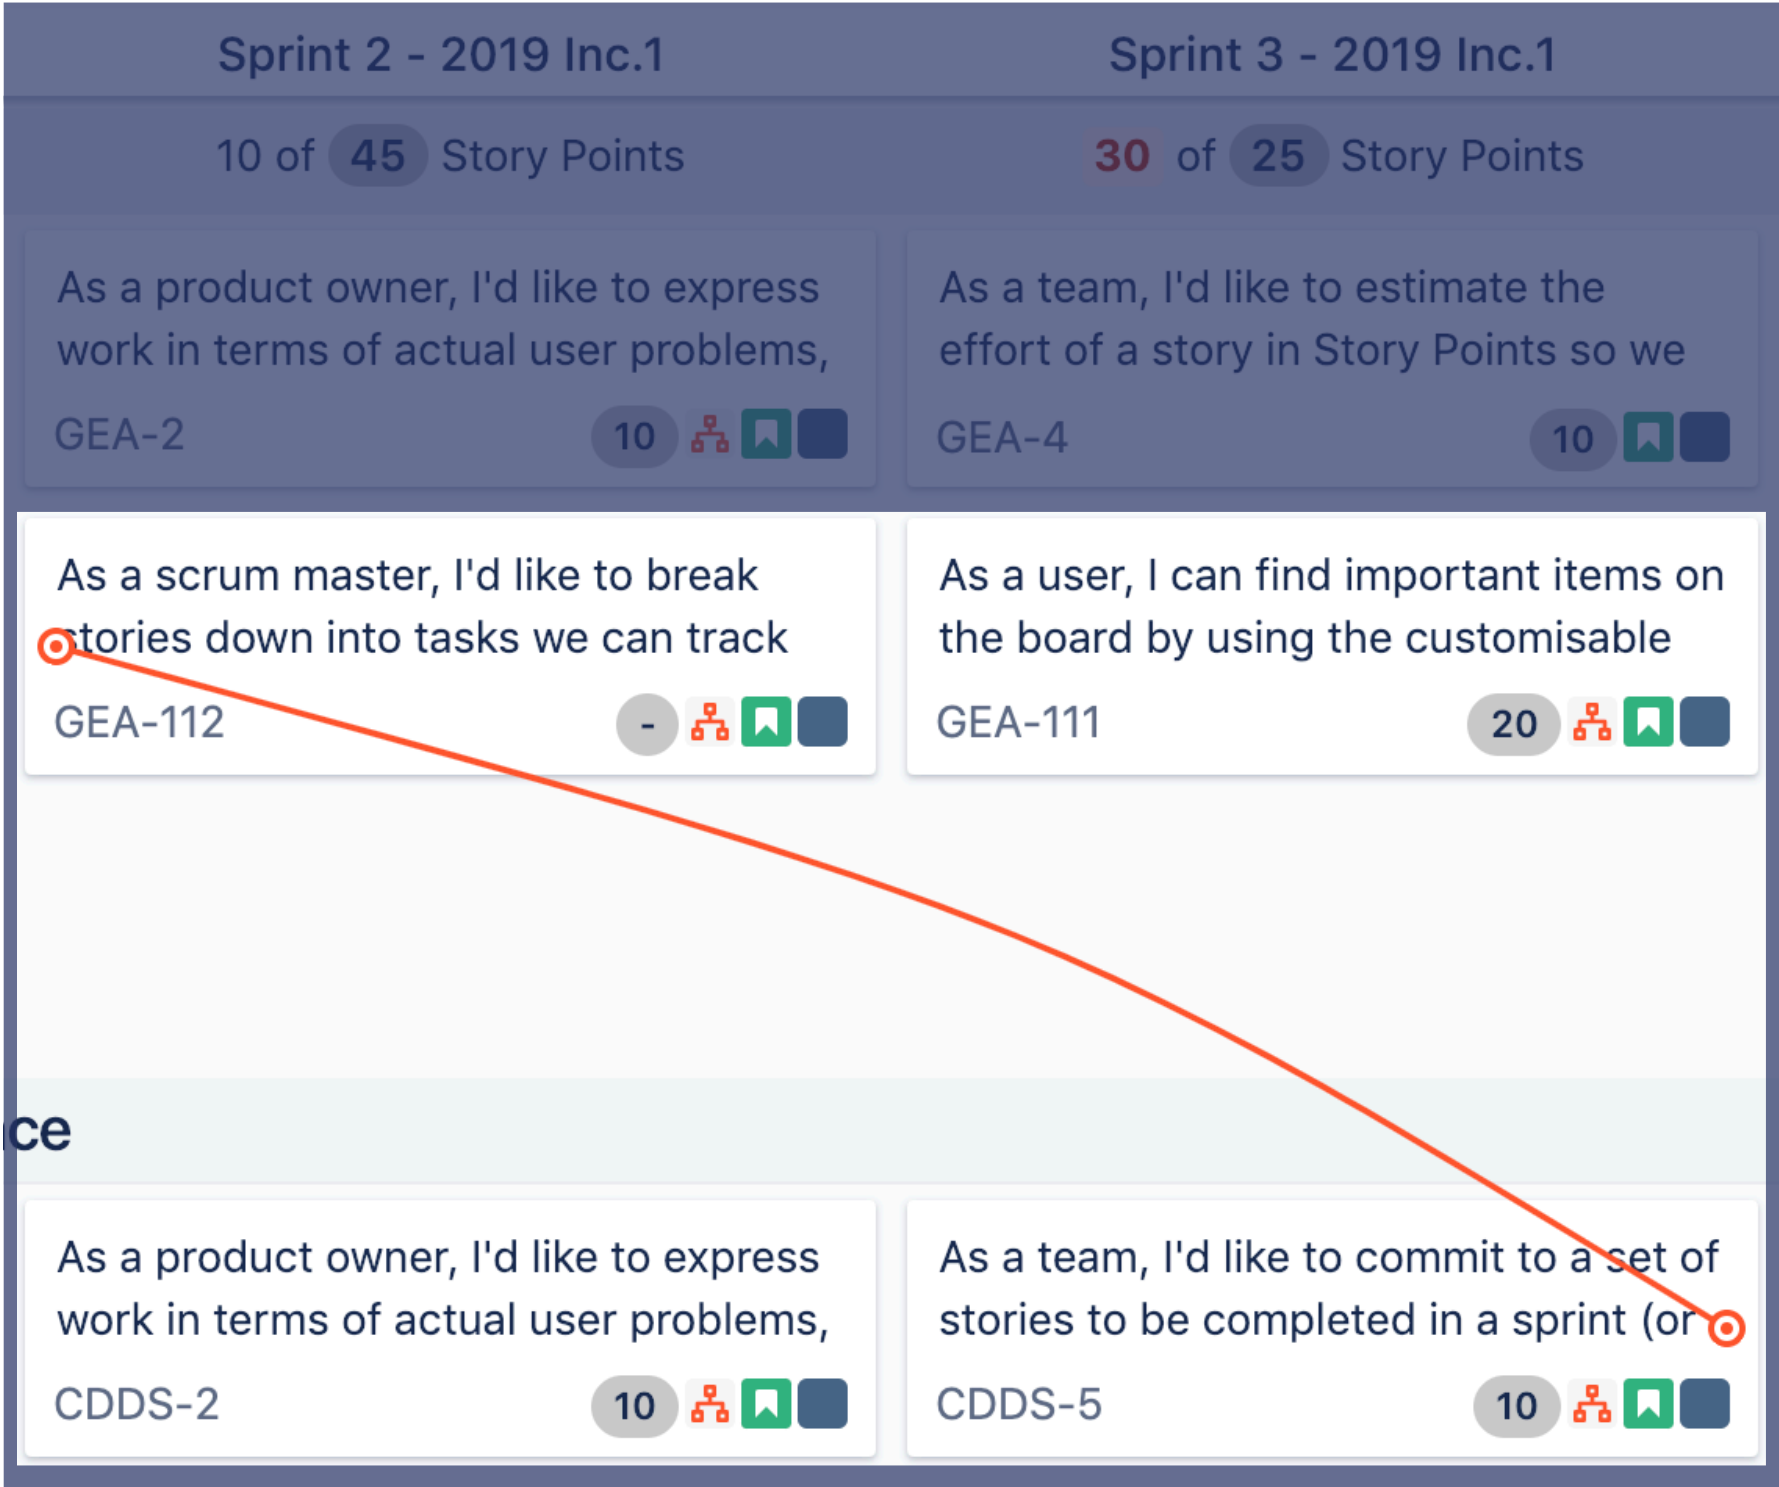 Sprint 2 - 2019 Inc.1
Sprint 3 - 2019 Inc.1
10 of 45 Story Points
30 of 25 Story Points
As a product owner, I'd like to express
work in terms of actual user problems,
GEA-2
10
As a team, I'd like to estimate the
effort of a story in Story Points so we
GEA-4
10
As a scrum master, I'd like to break
stories down into tasks we can track
GEA-112
-
As a user, I can find important items on
the board by using the customisable
GEA-111
20
ce
As a product owner, I'd like to express
work in terms of actual user problems,
CDDS-2
10
As a team, I'd like to commit to a set of
stories to be completed in a sprint (or
CDDS-5
10